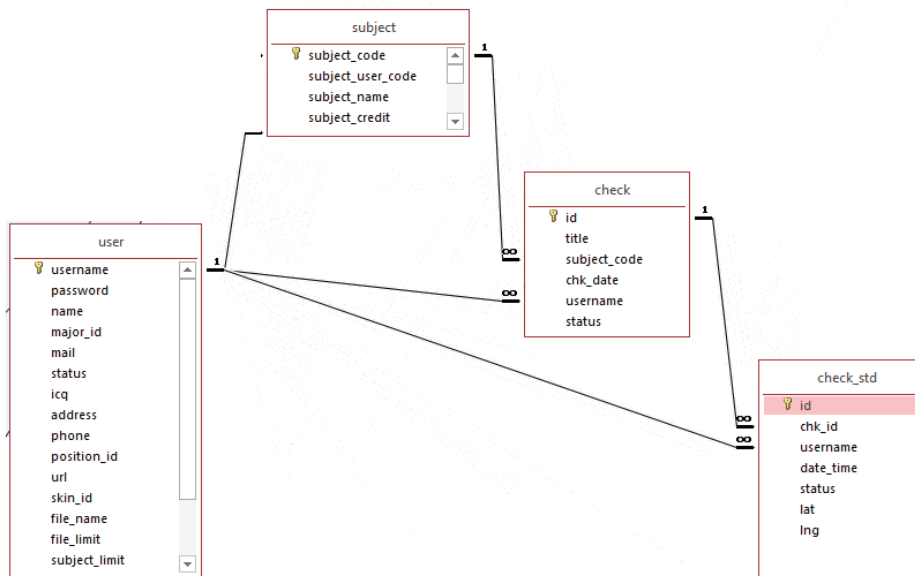 subject
subject_code
subject_user_code
subject_name
subject_credit
1
check
id
title
subject_code
chk_date
username
status
∞
∞
1
user
username
password
name
major_id
mail
status
icq
address
phone
position_id
url
skin_id
file_name
file_limit
subject_limit
1
check_std
id
chk_id
username
date_time
status
lat
lng
∞
∞